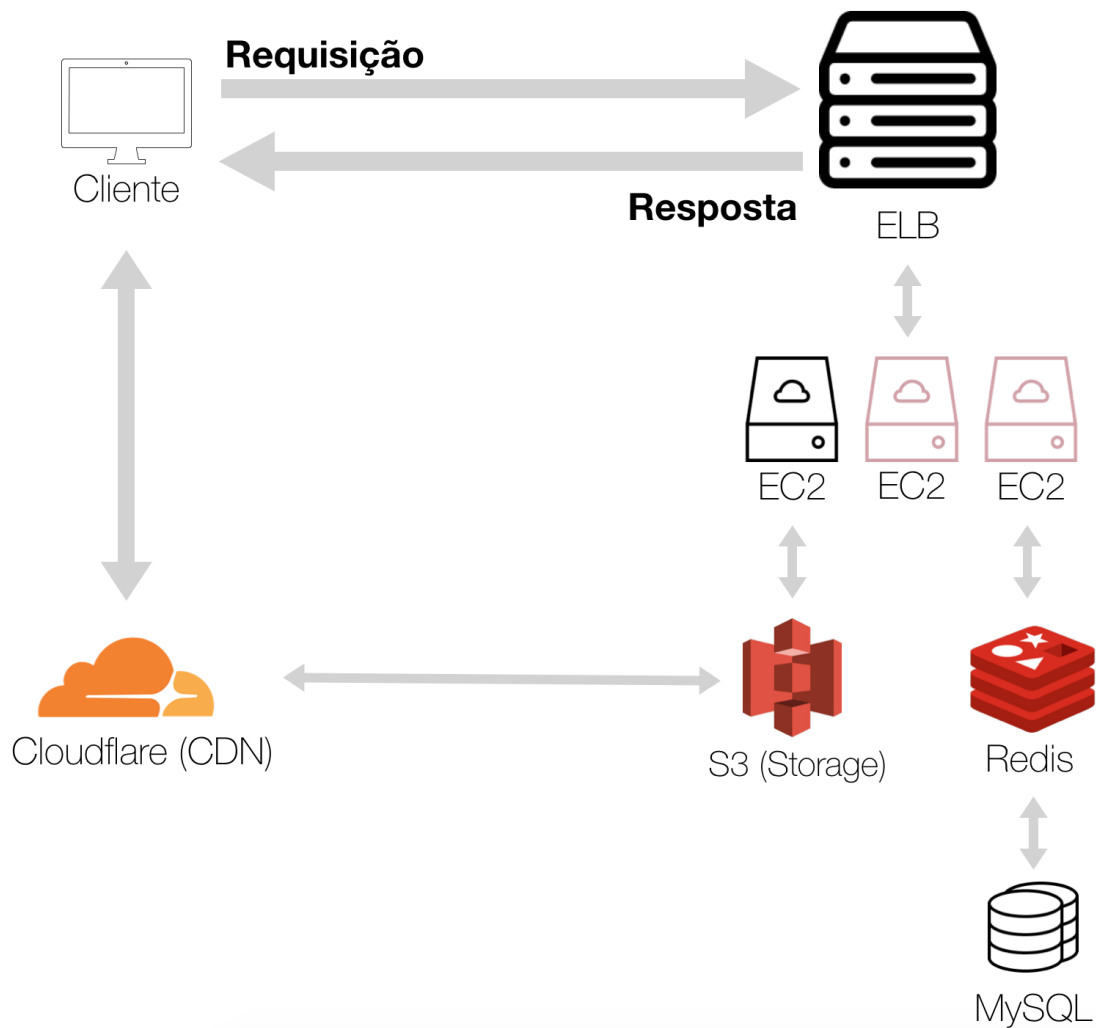 Requisição
Cliente
Resposta
ELB
EC2
EC2
EC2
Cloudflare (CDN)
S3 (Storage)
Redis
MySQL